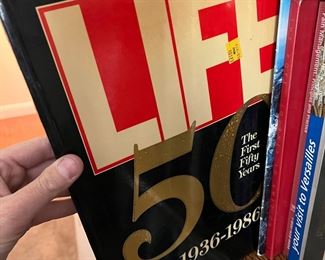 LIFE
50
The
First
Fifty
Years
1936-1986
your visit to Versailles